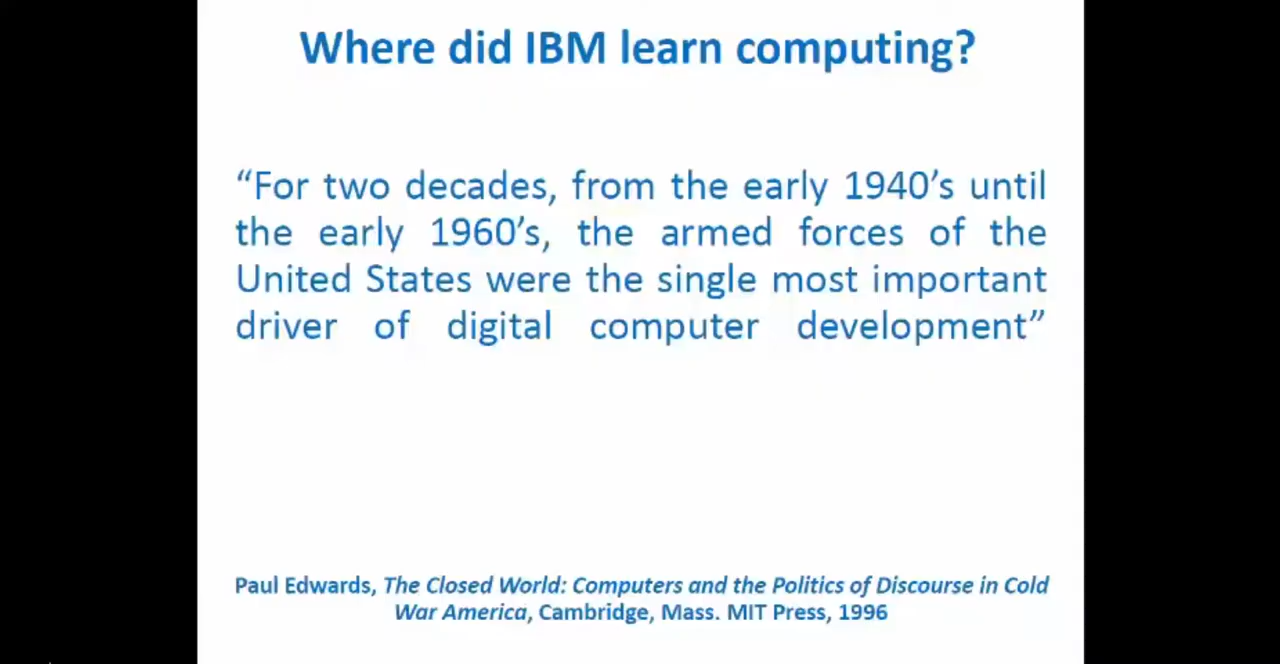 Where did IBM learn computing?
“For two decades, from the early 1940’s until
the early 1960’s, the armed forces of the
United States were the single most important
driver of digital computer development”
Paul Edwards, The Closed World: Computers and the Politics of Discourse in Cold
War America, Cambridge, Mass. MIT Press, 1996